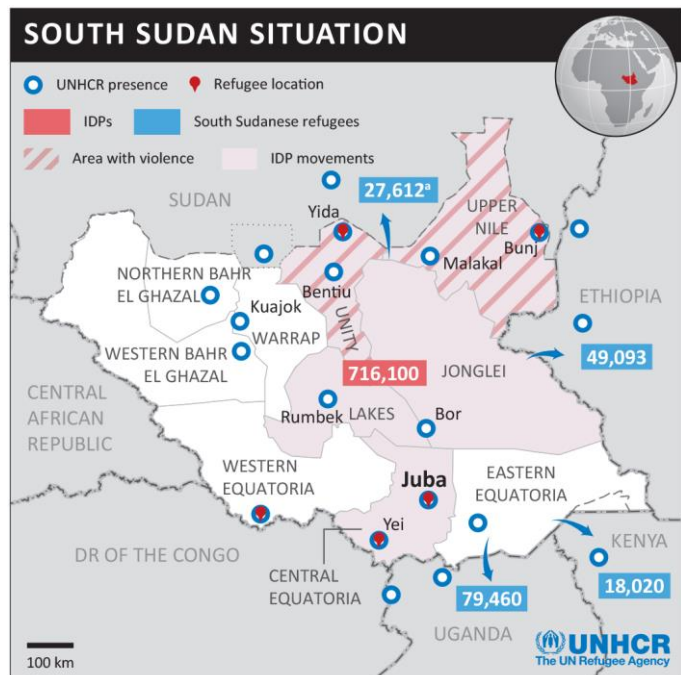 SOUTH SUDAN SITUATION
UNHCR presence
Refugee location
IDPs
South Sudanese refugees
Area with violence
IDP movements
27,612ª
SUDAN
Yida
UPPER
NILE
Bunj
Malakal
NORTHERN BAHR
EL GHAZAL
Bentiu
Kuajok
UNITY
ETHIOPIA
WARRAP
WESTERN BAHR
EL GHAZAL
49,093
716,100
JONGLEI
CENTRAL
AFRICAN
REPUBLIC
Rumbek
LAKES
Bor
WESTERN
EQUATORIA
Juba
EASTERN
EQUATORIA
Yei
DR OF THE CONGO
KENYA
CENTRAL
EQUATORIA
79,460
18,020
UGANDA
100 km
UNHCR
The UN Refugee Agency